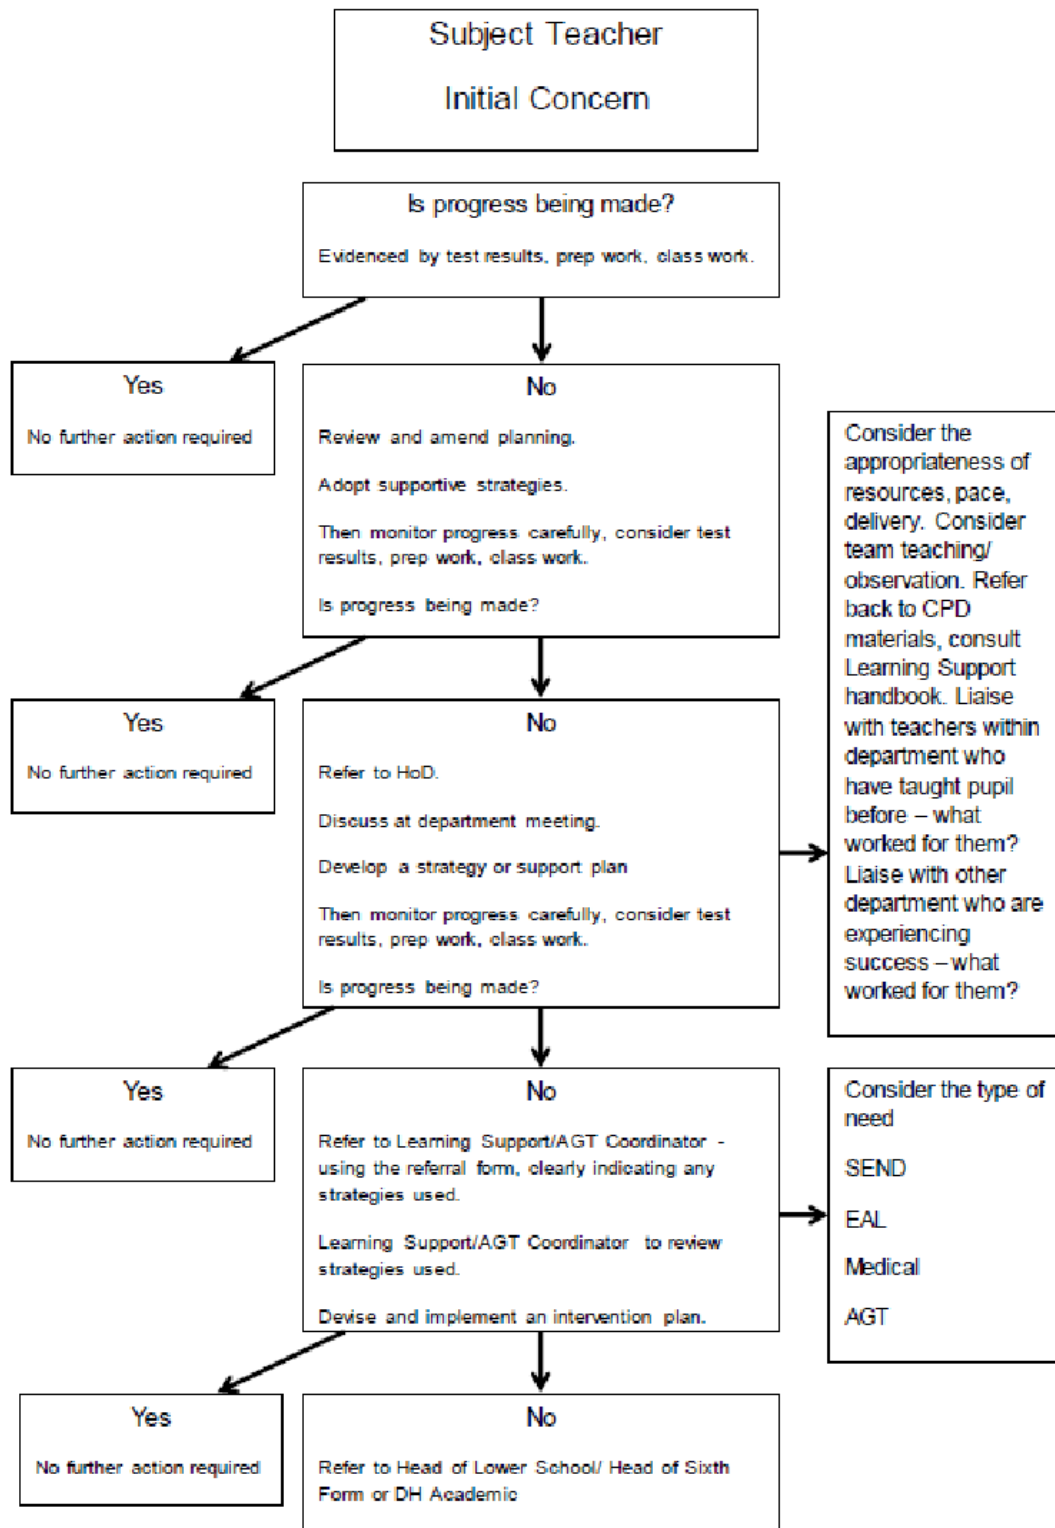 Subject Teacher
Initial Concern
Is progress being made?
Evidenced by test results, prep work, class work.
Yes
No further action required
No
Review and amend planning.
Adopt supportive strategies.
Then monitor progress carefully, consider test
results, prep work, class work.
Is progress being made?
Yes
No further action required
No
Refer to HoD.
Discuss at department meeting.
Develop a strategy or support plan
Then monitor progress carefully, consider test
results, prep work, class work.
Is progress being made?
Consider the
appropriateness of
resources, pace,
delivery. Consider
team teaching/
observation. Refer
back to CPD
materials, consult
Learning Support
handbook. Liaise
with teachers within
department who
have taught pupil
before – what
worked for them?
Liaise with other
department who are
experiencing
success – what
worked for them?
Yes
No further action required
No
Refer to Learning Support/AGT Coordinator -
using the referral form, clearly indicating any
strategies used.
Learning Support/AGT Coordinator to review
strategies used.
Devise and implement an intervention plan.
Consider the type of
need
SEND
EAL
Medical
AGT
Yes
No further action required
No
Refer to Head of Lower School/ Head of Sixth
Form or DH Academic